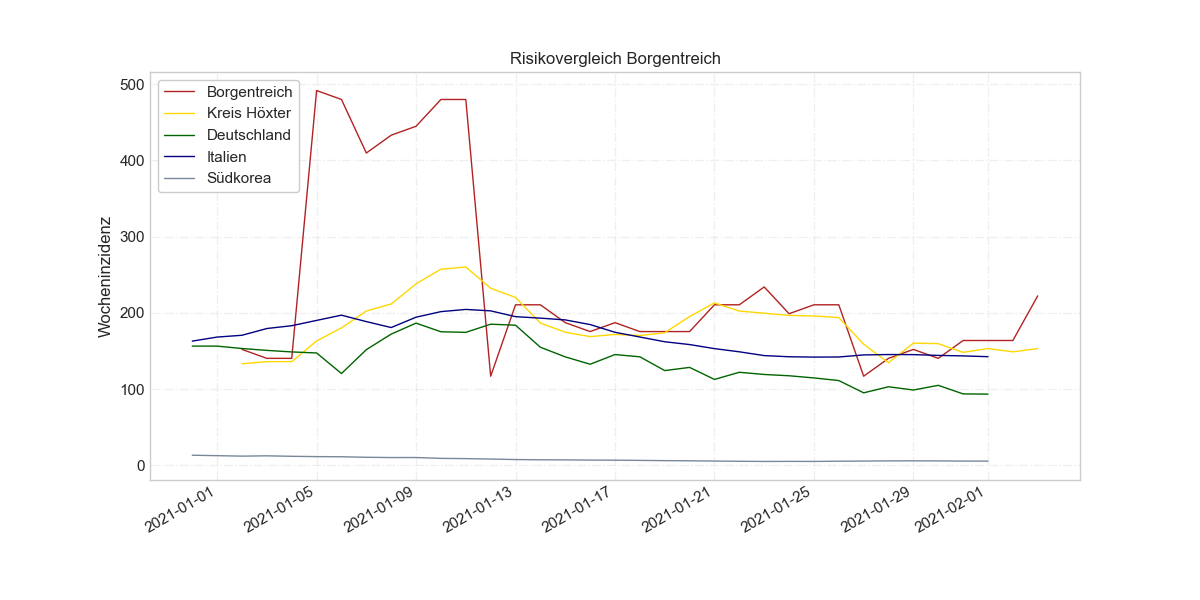 Risikovergleich Borgentreich
Borgentreich
Kreis Höxter
Deutschland
Italien
Südkorea
Wocheninzidenz
500
400
300
200
100
0
2021-01-01
2021-01-05
2021-01-09
2021-01-13
2021-01-17
2021-01-21
2021-01-25
2021-01-29
2021-02-01